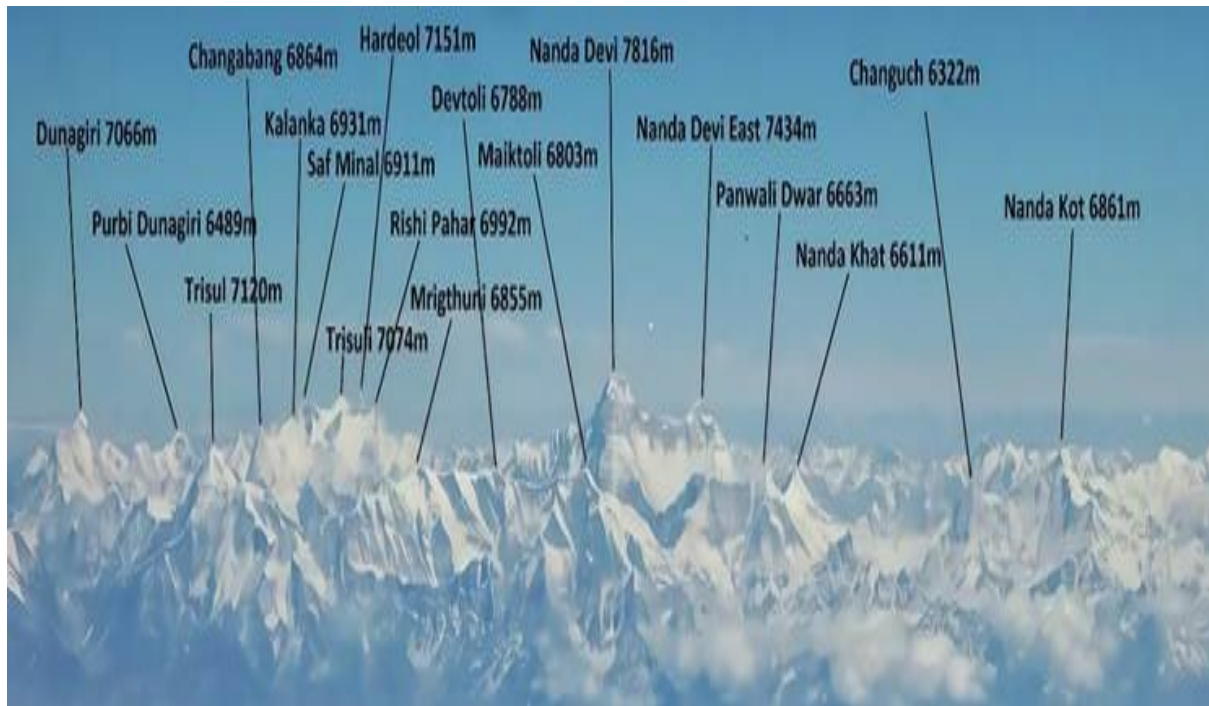 Hardeol 7151m
Changabang 6864m
Nanda Devi 7816m
Changuch 6322m
Devtoli 6788m
Kalanka 6931m
Dunagiri 7066m
Nanda Devi East 7434m
Saf Minal 6911m
Maiktoli 6803m
Panwali Dwar 6663m
Nanda Kot 6861m
Purbi Dunagiri 6489m
Rishi Pahar 6992m
Nanda Khat 6611m
Trisul 7120m
Mrigthuni 6855m
Trisuli 7074m